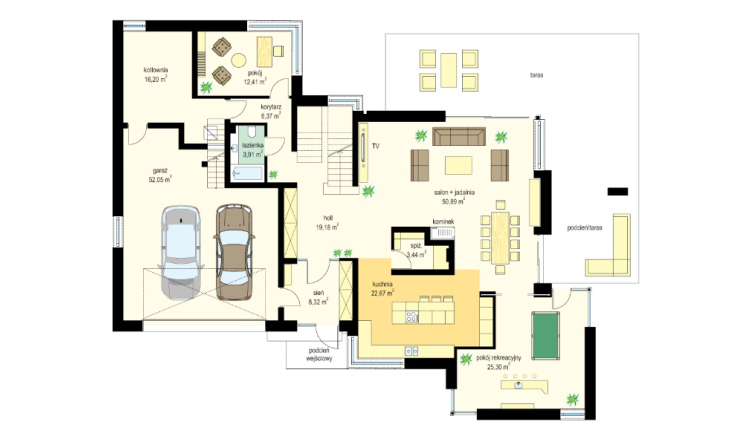 kotłownia
16,20 m²
pokój
12,41 m²
taras
korytarz
6,37 m²
łazienka
3,91 m²
garaż
52,05 m²
TV
salon + jadalnia
50,89 m²
holl
19,18 m²
kominek
podcień/taras
spiż.
3,44 m²
kuchnia
22,67 m²
sień
8,32 m²
podcień
wejściowy
pokój rekreacyjny
25,30 m²